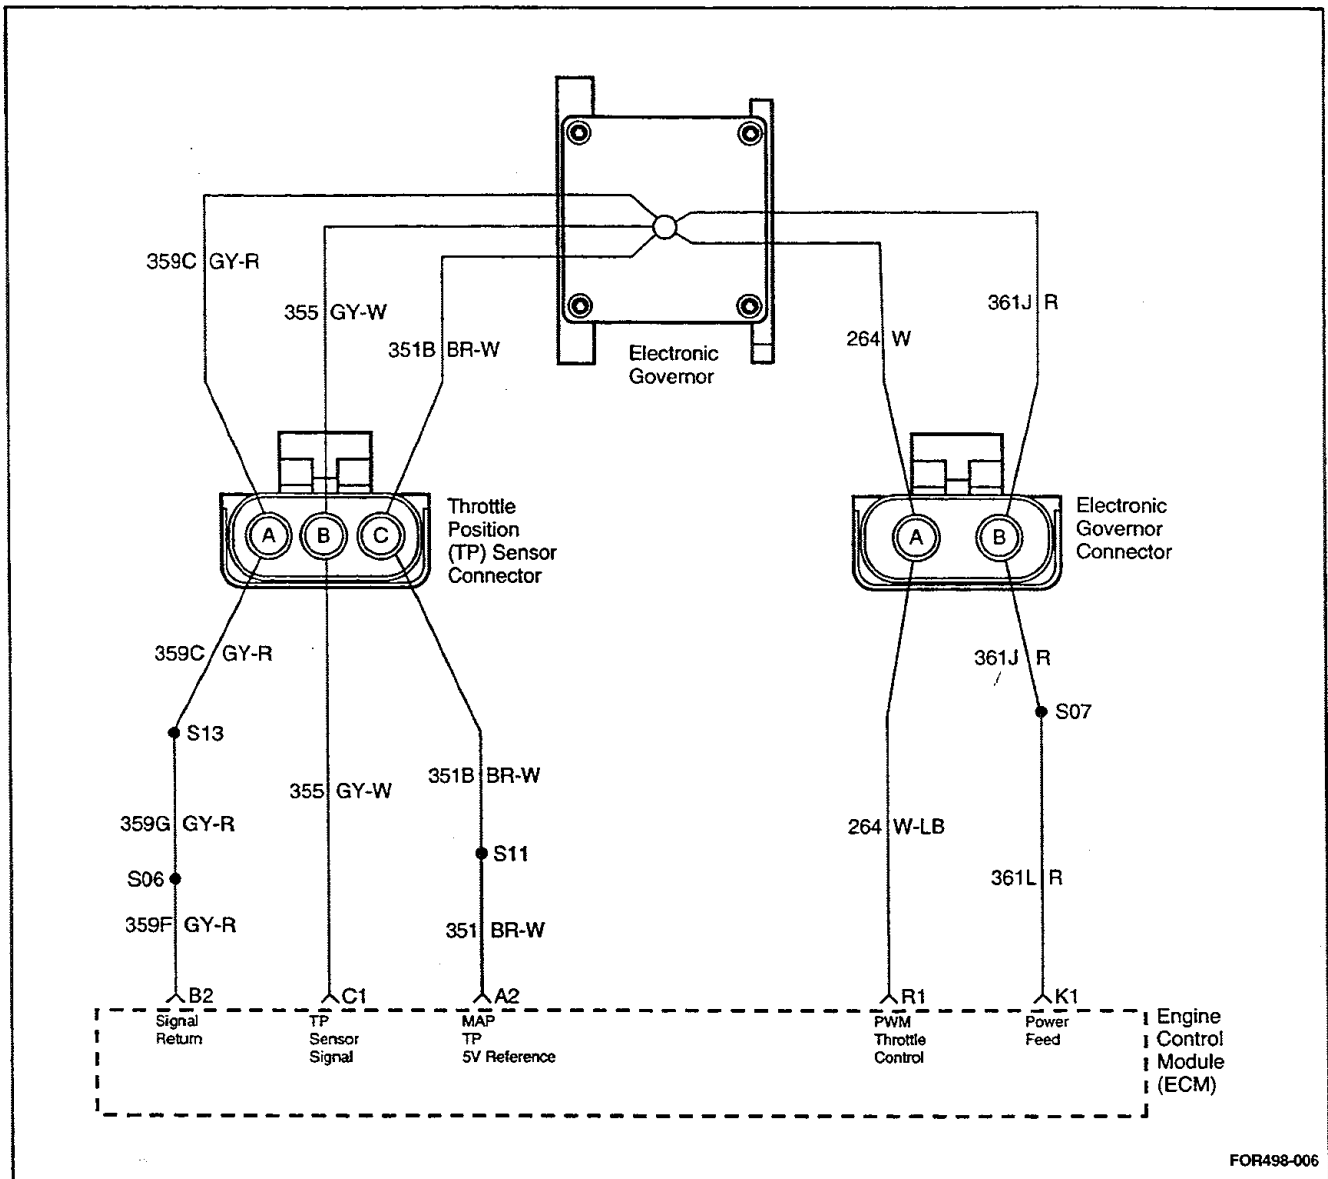 359C GY-R
355 GY-W
351B BR-W
361J R
264 W
Electronic
Governor
A B C
Throttle
Position
(TP) Sensor
Connector
A B
Electronic
Governor
Connector
359C GY-R
361J R
S13
S07
351B BR-W
355 GY-W
359G GY-R
264 W-LB
S11
S06
361L R
359F GY-R
351 BR-W
B2
C1
A2
R1
K1
Signal
Return
TP
Sensor
Signal
MAP
TP
5V Reference
PWM
Throttle
Control
Power
Feed
Engine
Control
Module
(ECM)
FOR498-006